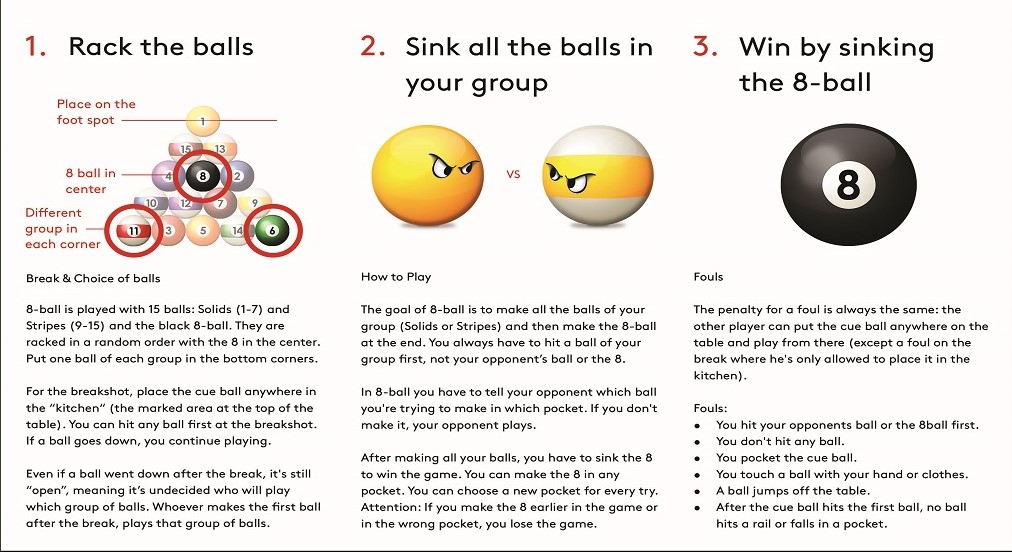 1. Rack the balls
Place on the
foot spot
8 ball in
center
Different
group in
each corner
1
15 13
4 8 2
10 12 7 9
11 3 5 14 6
Break & Choice of balls
8-ball is played with 15 balls: Solids (1-7) and
Stripes (9-15) and the black 8-ball. They are
racked in a random order with the 8 in the center.
Put one ball of each group in the bottom corners.
For the breakshot, place the cue ball anywhere in
the "kitchen" (the marked area at the top of the
table). You can hit any ball first at the breakshot.
If a ball goes down, you continue playing.
Even if a ball went down after the break, it's still
"open", meaning it's undecided who will play
which group of balls. Whoever makes the first ball
after the break, plays that group of balls.
2. Sink all the balls in
your group
vs
How to Play
The goal of 8-ball is to make all the balls of your
group (Solids or Stripes) and then make the 8-ball
at the end. You always have to hit a ball of your
group first, not your opponent's ball or the 8.
In 8-ball you have to tell your opponent which ball
you're trying to make in which pocket. If you don't
make it, your opponent plays.
After making all your balls, you have to sink the 8
to win the game. You can make the 8 in any
pocket. You can choose a new pocket for every try.
Attention: If you make the 8 earlier in the game or
in the wrong pocket, you lose the game.
3. Win by sinking
the 8-ball
8
Fouls
The penalty for a foul is always the same: the
other player can put the cue ball anywhere on the
table and play from there (except a foul on the
break where he's only allowed to place it in the
kitchen).
Fouls:
• You hit your opponents ball or the 8ball first.
• You don't hit any ball.
• You pocket the cue ball.
• You touch a ball with your hand or clothes.
• A ball jumps off the table.
• After the cue ball hits the first ball, no ball
hits a rail or falls in a pocket.